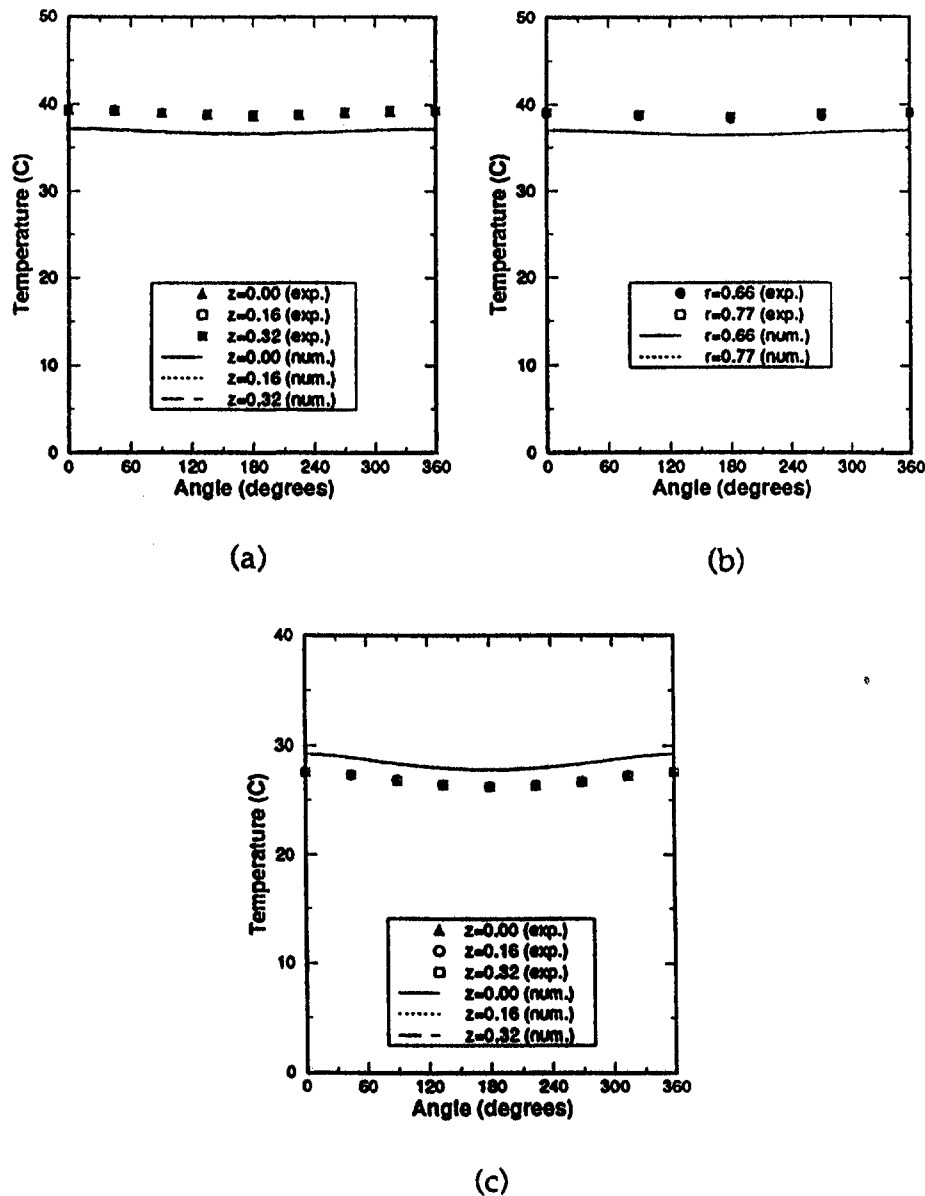 50
40
30
20
10
0
Temperature (C)
z=0.00 (exp.)
z=0.16 (exp.)
z=0.32 (exp.)
z=0.00 (num.)
z=0.16 (num.)
z=0.32 (num.)
0 60 120 180 240 300 360
Angle (degrees)
(a)
50
40
30
20
10
0
Temperature (C)
r=0.66 (exp.)
r=0.77 (exp.)
r=0.66 (num.)
r=0.77 (num.)
0 60 120 180 240 300 360
Angle (degrees)
(b)
40
30
20
10
0
Temperature (C)
z=0.00 (exp.)
z=0.16 (exp.)
z=0.32 (exp.)
z=0.00 (num.)
z=0.16 (num.)
z=0.32 (num.)
0 60 120 180 240 300 360
Angle (degrees)
(c)